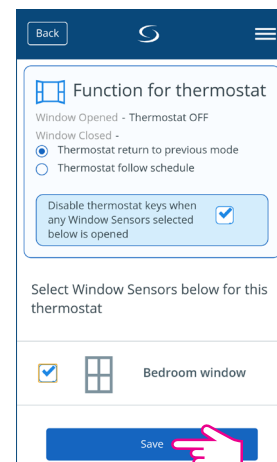 Back
Function for thermostat
Window Opened - Thermostat OFF
Window Closed -
Thermostat return to previous mode
Thermostat follow schedule
Disable thermostat keys when
any Window Sensors selected
below is opened
Select Window Sensors below for this
thermostat
Bedroom window
Save